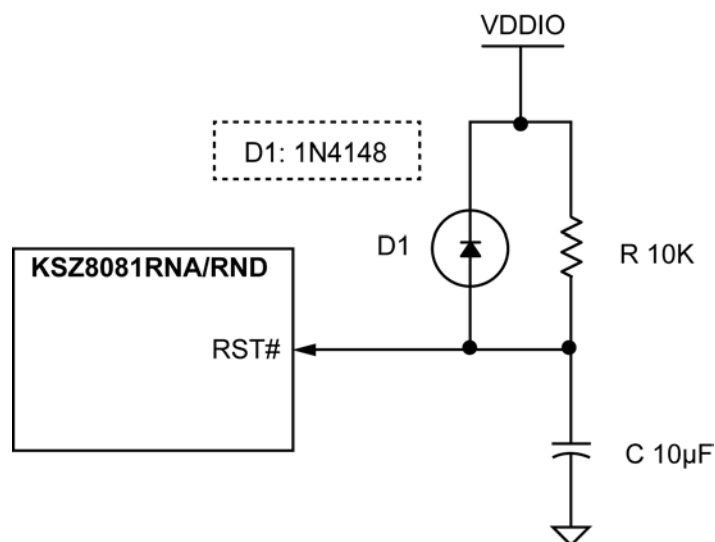 VDDIO
D1: 1N4148
D1
R 10K
KSZ8081RNA/RND
RST#
C 10µF